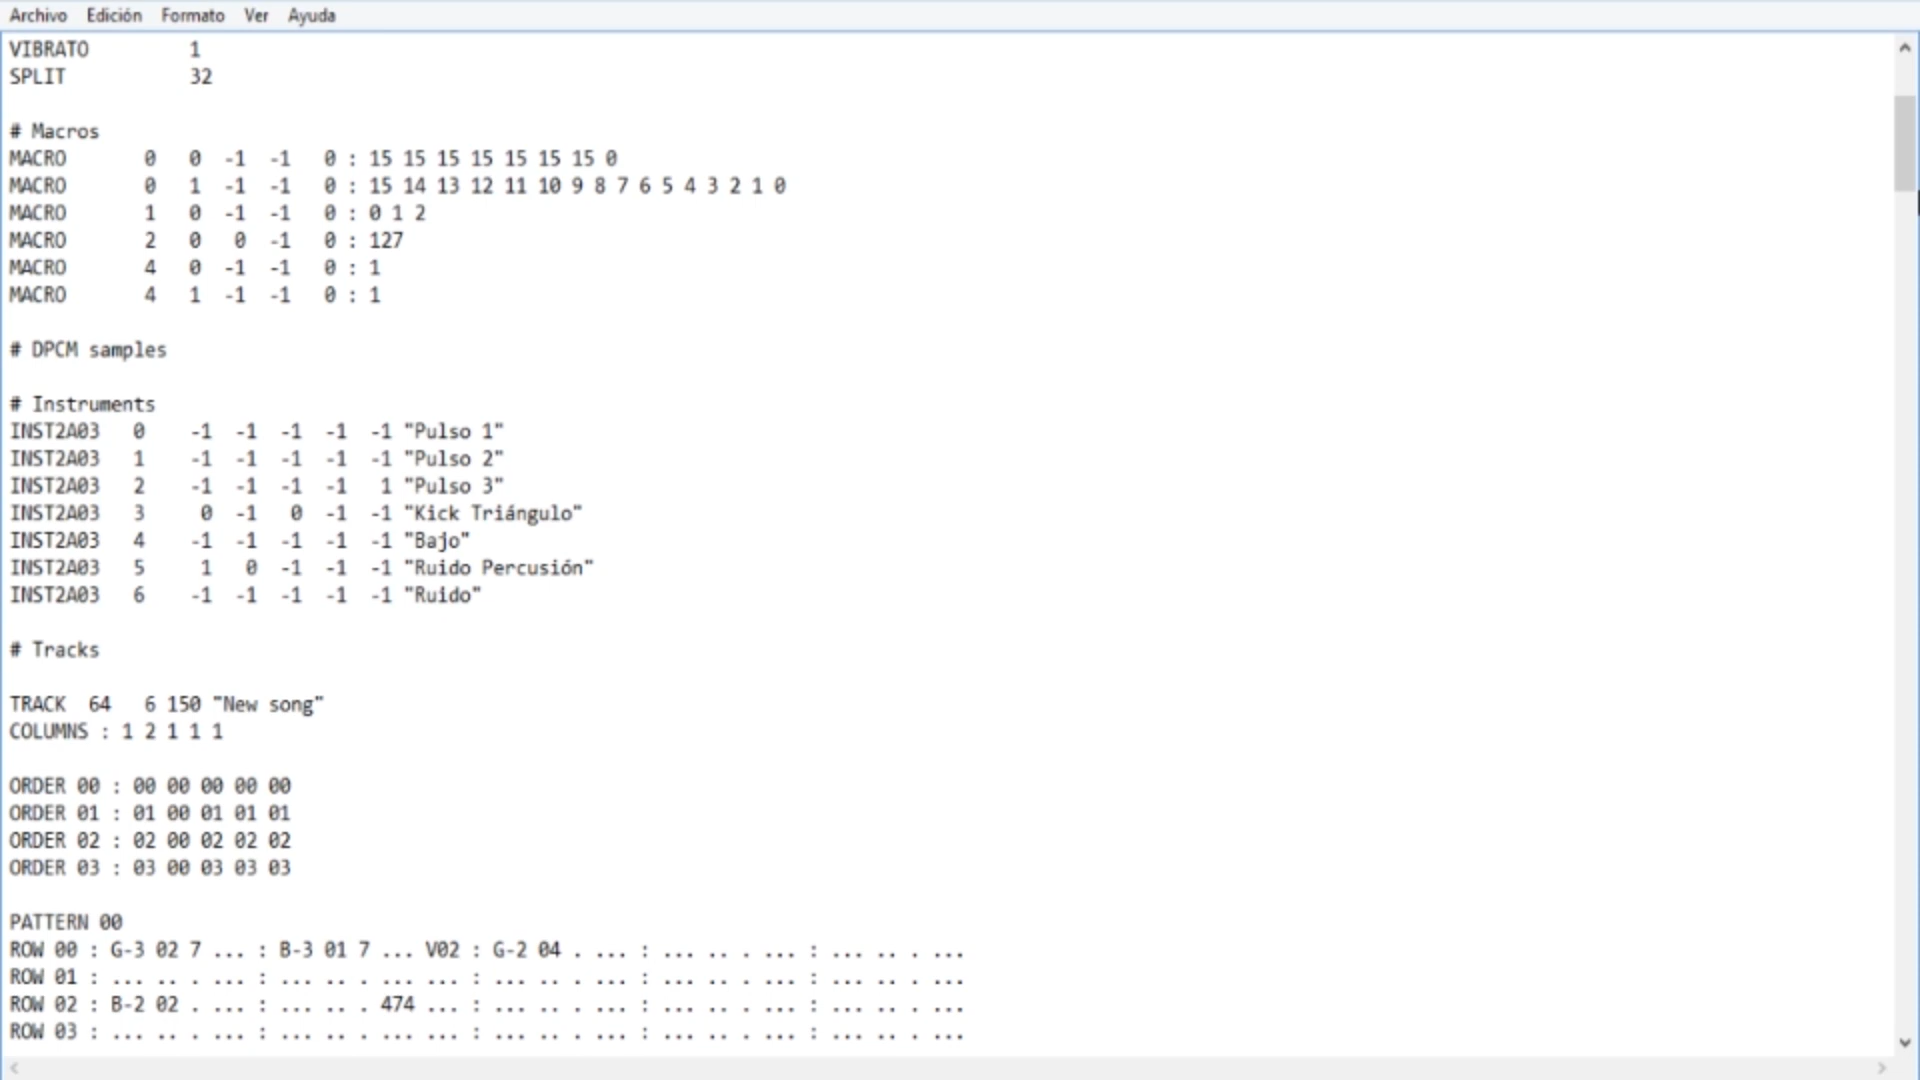 Archivo Edición Formato Ver Ayuda
VIBRATO 1
SPLIT 32
# Macros
MACRO 0 0 -1 -1 0 : 15 15 15 15 15 15 15 0
MACRO 0 1 -1 -1 0 : 15 14 13 12 11 10 9 8 7 6 5 4 3 2 1 0
MACRO 1 0 -1 -1 0 : 0 1 2
MACRO 2 0 0 -1 0 : 127
MACRO 4 0 -1 -1 0 : 1
MACRO 4 1 -1 -1 0 : 1
# DPCM samples
# Instruments
INST2A03 0 -1 -1 -1 -1 -1 "Pulso 1"
INST2A03 1 -1 -1 -1 -1 -1 "Pulso 2"
INST2A03 2 -1 -1 -1 -1 1 "Pulso 3"
INST2A03 3 0 -1 0 -1 -1 "Kick Triángulo"
INST2A03 4 -1 -1 -1 -1 -1 "Bajo"
INST2A03 5 1 0 -1 -1 -1 "Ruido Percusión"
INST2A03 6 -1 -1 -1 -1 -1 "Ruido"
# Tracks
TRACK 64 6 150 "New song"
COLUMNS : 1 2 1 1 1
ORDER 00 : 00 00 00 00 00
ORDER 01 : 01 00 01 01 01
ORDER 02 : 02 00 02 02 02
ORDER 03 : 03 00 03 03 03
PATTERN 00
ROW 00 : G-3 02 7 ... : B-3 01 7 ... V02 : G-2 04 . ... : ... .. . ... : ... .. . ...
ROW 01 : ... .. . ... : ... .. . ... ... : ... .. . ... : ... .. . ... : ... .. . ...
ROW 02 : B-2 02 . ... : ... .. . 474 ... : ... .. . ... : ... .. . ... : ... .. . ...
ROW 03 : ... .. . ... : ... .. . ... ... : ... .. . ... : ... .. . ... : ... .. . ...